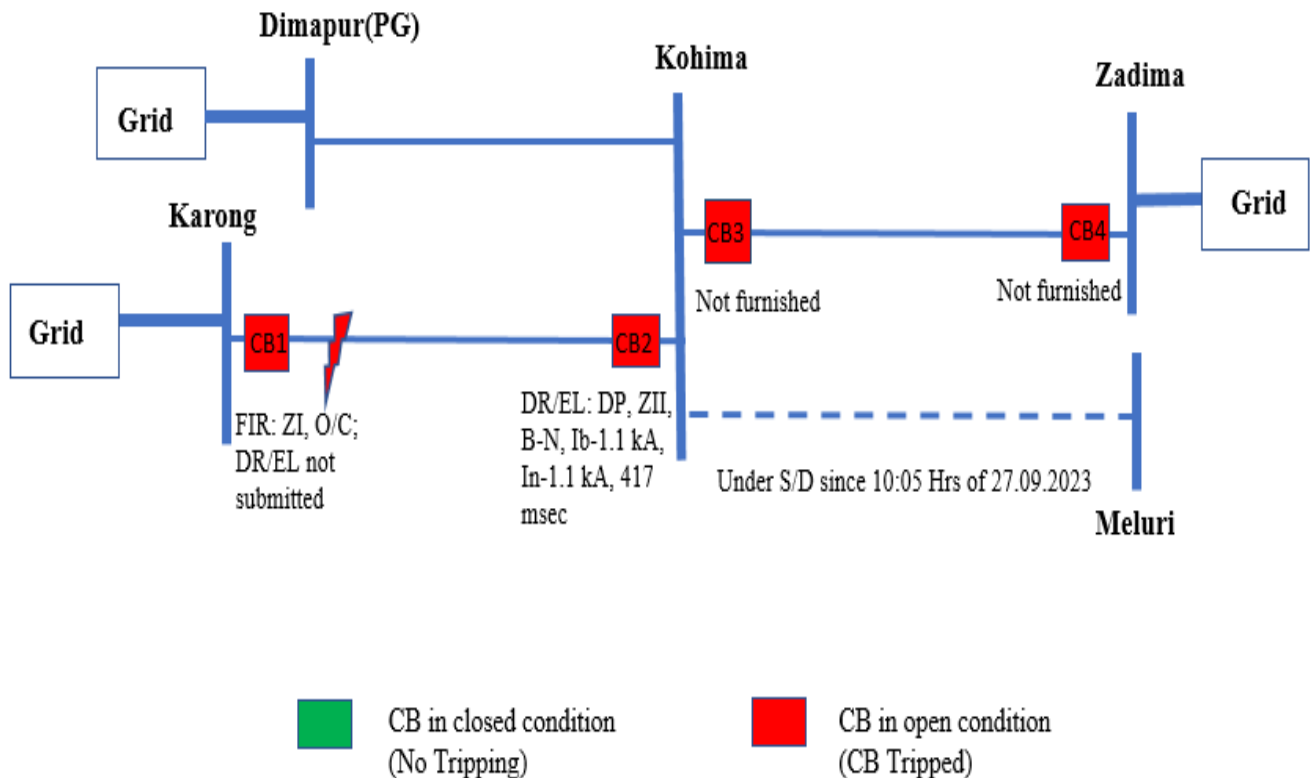 Dimapur(PG)
Kohima
Zadima
Grid
Karong
Grid
CB3
CB4
Not furnished
Not furnished
Grid
CB1
CB2
FIR: ZI, O/C;
DR/EL not
submitted
DR/EL: DP, ZII,
B-N, Ib-1.1 kA,
In-1.1 kA, 417
msec
Under S/D since 10:05 Hrs of 27.09.2023
Meluri
CB in closed condition
(No Tripping)
CB in open condition
(CB Tripped)